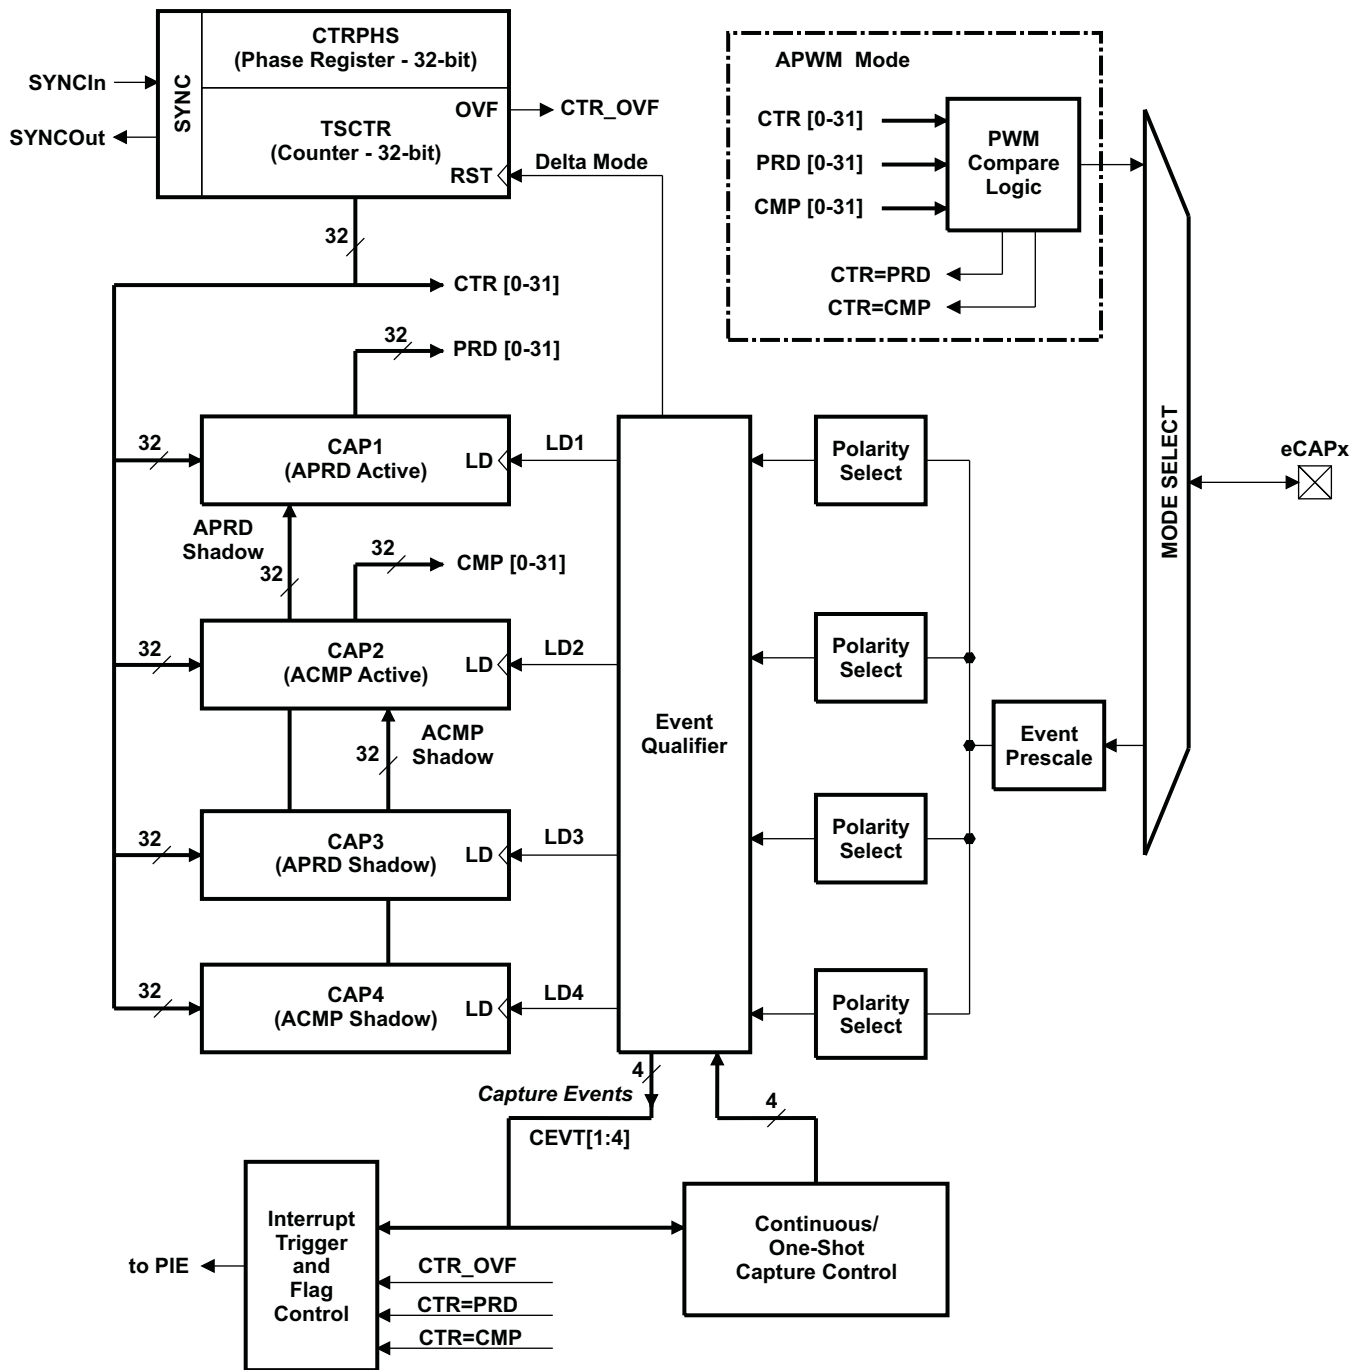 CTRPHS
(Phase Register - 32-bit)
SYNC
SYNCIn
SYNCOut
OVF
CTR_OVF
TSCTR
(Counter - 32-bit)
RST
Delta Mode
32
CTR [0-31]
32
PRD [0-31]
APWM Mode
CTR [0-31]
PRD [0-31]
CMP [0-31]
PWM
Compare
Logic
CTR=PRD
CTR=CMP
MODE SELECT
eCAPx
32
CAP1
(APRD Active)
LD
LD1
Polarity
Select
APRD
Shadow
32
32
CMP [0-31]
32
CAP2
(ACMP Active)
LD
LD2
Polarity
Select
Event
Qualifier
Event
Prescale
ACMP
Shadow
32
32
CAP3
(APRD Shadow)
LD
LD3
Polarity
Select
32
CAP4
(ACMP Shadow)
LD
LD4
Polarity
Select
4
Capture Events
CEVT[1:4]
4
Interrupt
Trigger
and
Flag
Control
to PIE
CTR_OVF
CTR=PRD
CTR=CMP
Continuous/
One-Shot
Capture Control